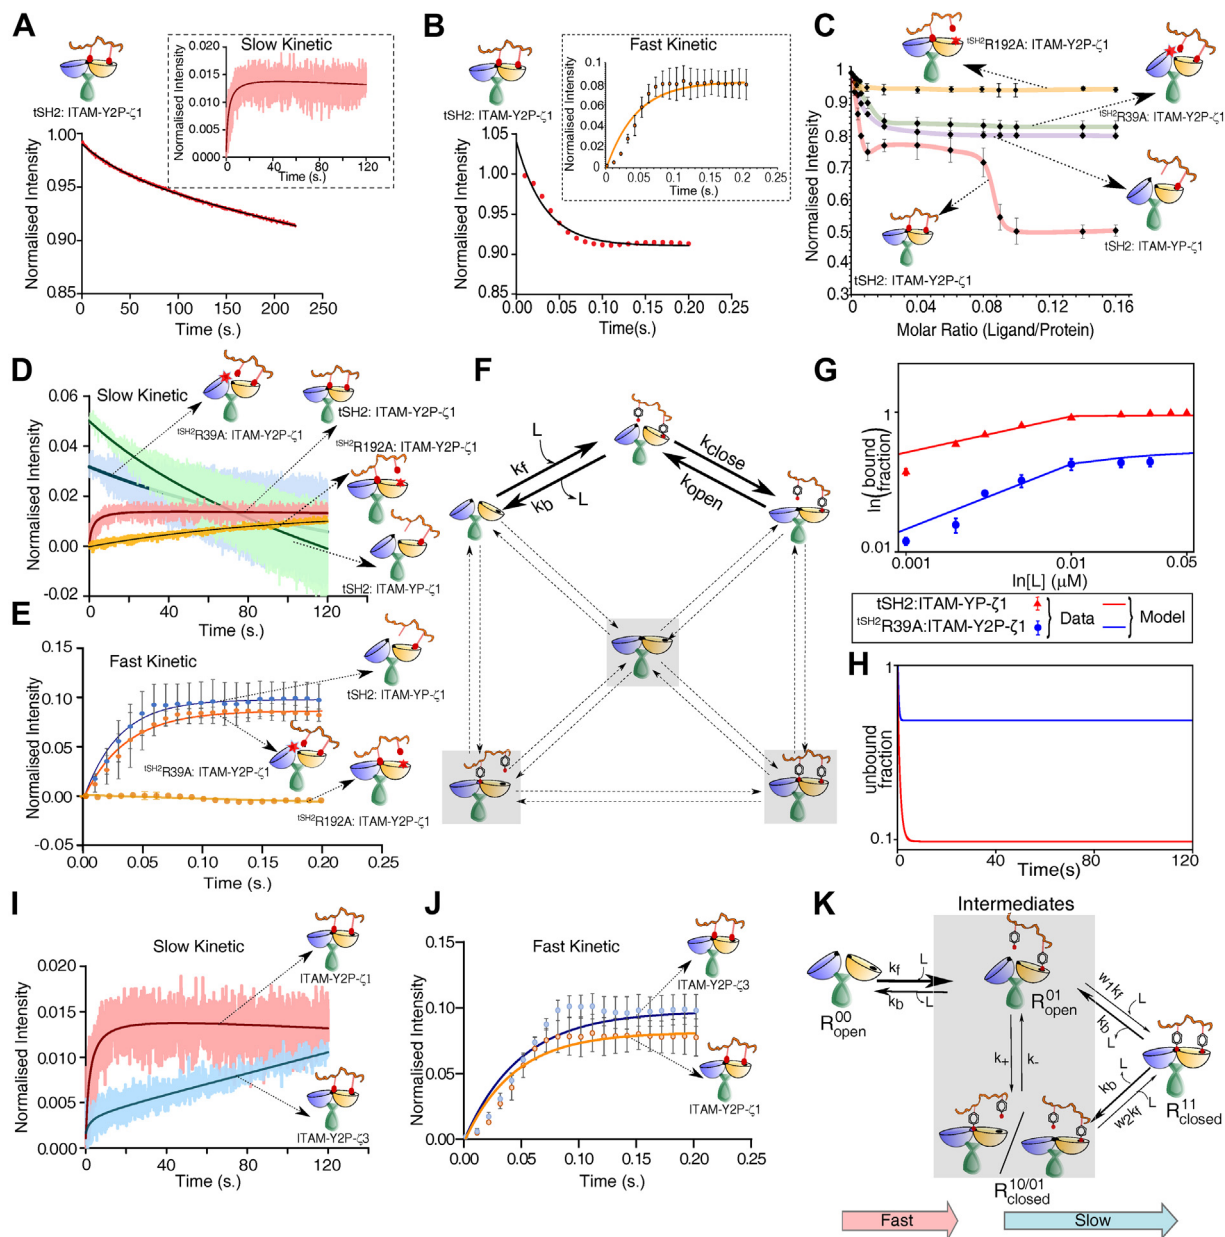 A
tSH2: ITAM-Y2P-ζ1
Slow Kinetic
Normalised Intensity
0.020
0.015
0.010
0.005
0.000
0 40 80 120
Time (s.)
Normalised Intensity
1.00
0.95
0.90
0.85
0 50 100 150 200 250
Time (s.)
B
tSH2: ITAM-Y2P-ζ1
Fast Kinetic
Normalised Intensity
0.1
0.08
0.06
0.04
0.02
0
0 0.05 0.1 0.15 0.2 0.25
Time (s.)
Normalised Intensity
1.05
1.00
0.95
0.90
0.85
0.00 0.05 0.10 0.15 0.20 0.25
Time(s.)
C
tSH2R192A: ITAM-Y2P-ζ1
tSH2R39A: ITAM-Y2P-ζ1
tSH2: ITAM-YP-ζ1
tSH2: ITAM-Y2P-ζ1
Normalised Intensity
1
0.9
0.8
0.7
0.6
0.5
0.4
0.3
0 0.04 0.08 0.12 0.16
Molar Ratio (Ligand/Protein)
D
Slow Kinetic
tSH2R39A: ITAM-Y2P-ζ1
tSH2: ITAM-Y2P-ζ1
tSH2R192A: ITAM-Y2P-ζ1
tSH2: ITAM-YP-ζ1
Normalised Intensity
0.06
0.04
0.02
0.00
-0.02
0 40 80 120
Time (s.)
E
Fast Kinetic
tSH2: ITAM-YP-ζ1
tSH2R39A: ITAM-Y2P-ζ1
tSH2R192A: ITAM-Y2P-ζ1
Normalised Intensity
0.15
0.10
0.05
0.00
-0.05
0.00 0.05 0.10 0.15 0.20 0.25
Time (s.)
F
L
kf
kb
L
kclose
kopen
G
ln(bound fraction)
1
0.01
0.001 0.01 0.05
ln[L] (μM)
tSH2:ITAM-YP-ζ1
tSH2R39A:ITAM-Y2P-ζ1
Data
Model
H
unbound fraction
1
0.1
0 40 80 120
Time(s)
I
Slow Kinetic
ITAM-Y2P-ζ1
ITAM-Y2P-ζ3
Normalised Intensity
0.020
0.015
0.010
0.005
0.000
0 40 80 120
Time (s.)
J
Fast Kinetic
ITAM-Y2P-ζ3
ITAM-Y2P-ζ1
Normalised Intensity
0.15
0.10
0.05
0.00
0.00 0.05 0.10 0.15 0.20 0.25
Time (s.)
K
Intermediates
kf L
kb L
R00open
R01open
w1kf L
kb L
k+ k-
kb L
w2kf L
R11closed
R10/01closed
Fast
Slow